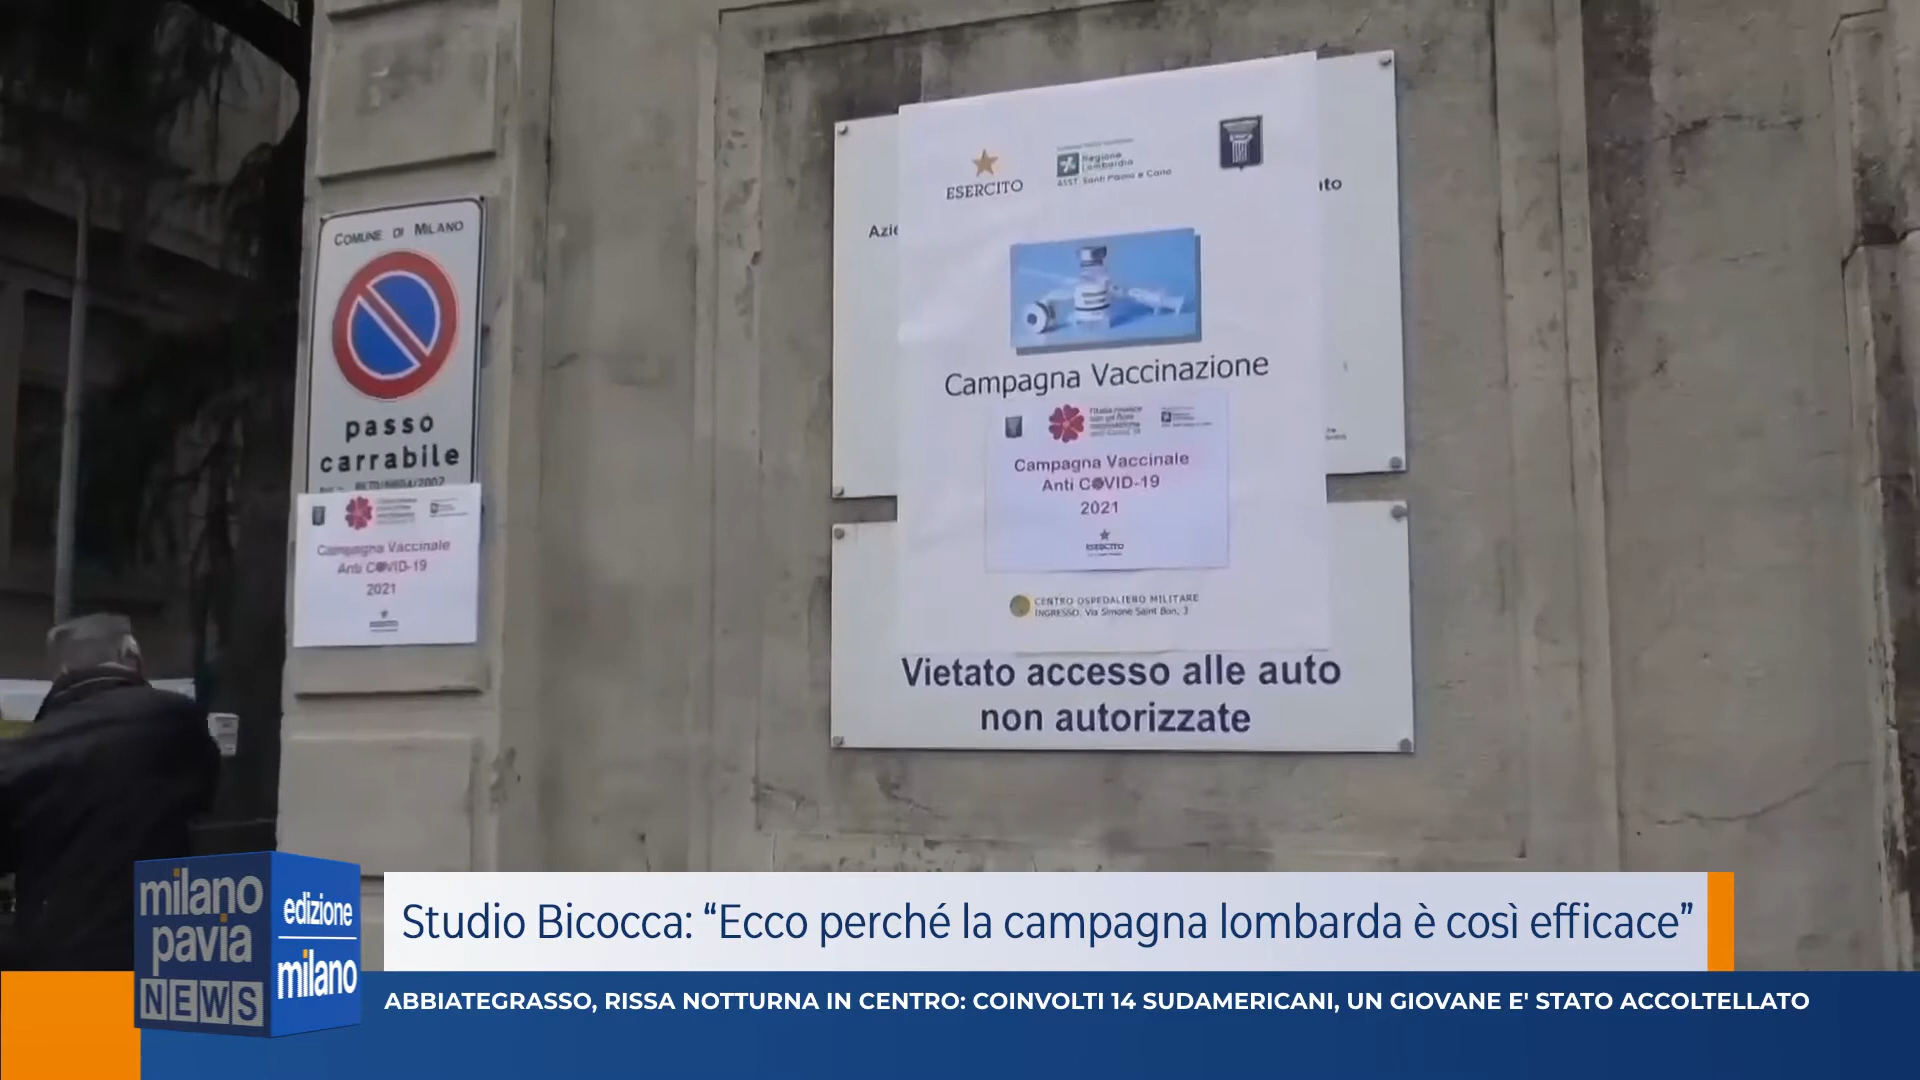 COMUNE DI MILANO
passo
carrabile
Campagna Vaccinale
Anti COVID-19
2021
ESERCITO
Regione
Lombardia
ASST Santi Paolo e Carlo
Campagna Vaccinazione
Campagna Vaccinale
Anti COVID-19
2021
ESERCITO
CENTRO OSPEDALIERO MILITARE
INGRESSO: Via Simone Saint Bon, 3
Vietato accesso alle auto
non autorizzate
milano
pavia
NEWS
edizione
milano
Studio Bicocca: “Ecco perché la campagna lombarda è così efficace”
ABBIATEGRASSO, RISSA NOTTURNA IN CENTRO: COINVOLTI 14 SUDAMERICANI, UN GIOVANE E' STATO ACCOLTELLATO